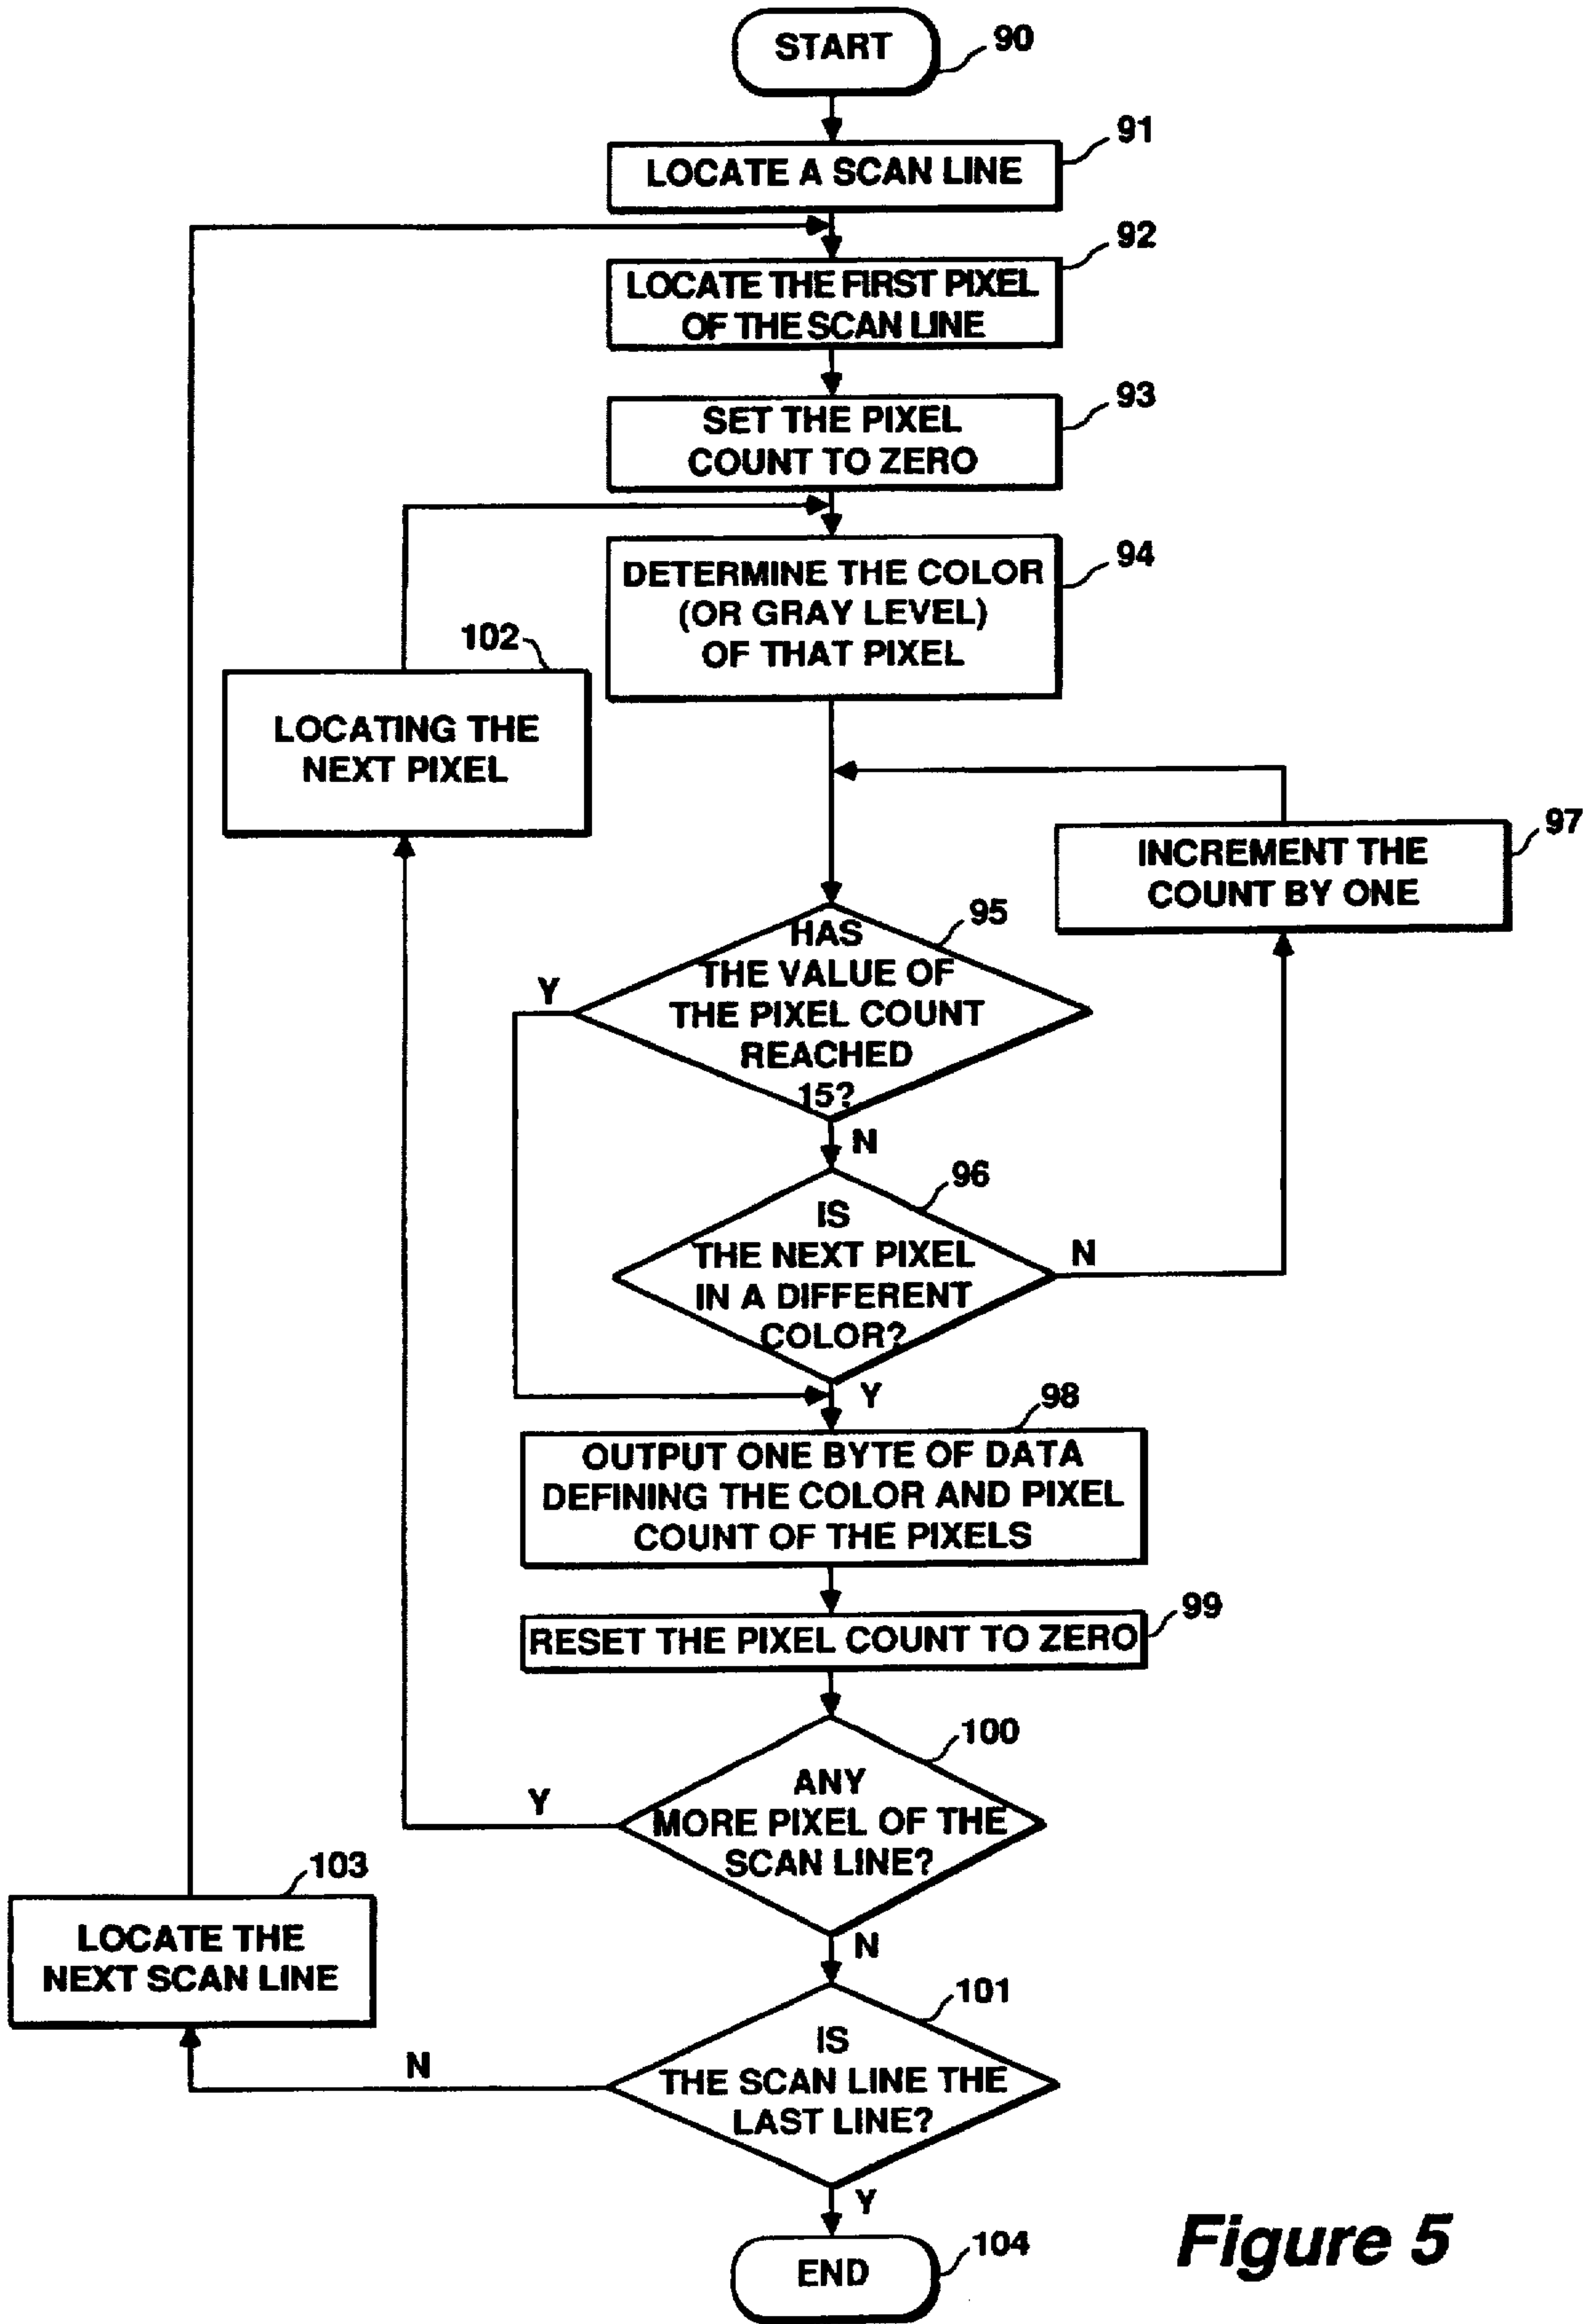 START
90
91
LOCATE A SCAN LINE
92
LOCATE THE FIRST PIXEL
OF THE SCAN LINE
93
SET THE PIXEL
COUNT TO ZERO
94
DETERMINE THE COLOR
(OR GRAY LEVEL)
OF THAT PIXEL
102
LOCATING THE
NEXT PIXEL
97
INCREMENT THE
COUNT BY ONE
95
HAS
THE VALUE OF
THE PIXEL COUNT
REACHED
15?
Y
N
96
IS
THE NEXT PIXEL
IN A DIFFERENT
COLOR?
N
Y
98
OUTPUT ONE BYTE OF DATA
DEFINING THE COLOR AND PIXEL
COUNT OF THE PIXELS
99
RESET THE PIXEL COUNT TO ZERO
100
ANY
MORE PIXEL OF THE
SCAN LINE?
Y
N
103
LOCATE THE
NEXT SCAN LINE
101
IS
THE SCAN LINE THE
LAST LINE?
N
Y
END
104
Figure 5